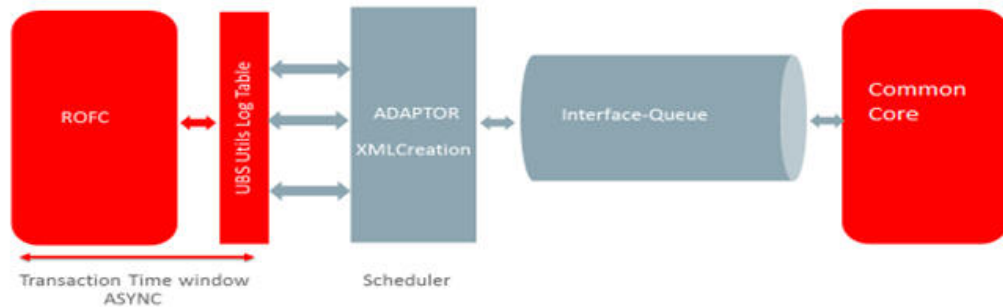 ROFC
UBS Utils Log Table
ADAPTOR
XMLCreation
Interface-Queue
Common
Core
Transaction Time window
ASYNC
Scheduler